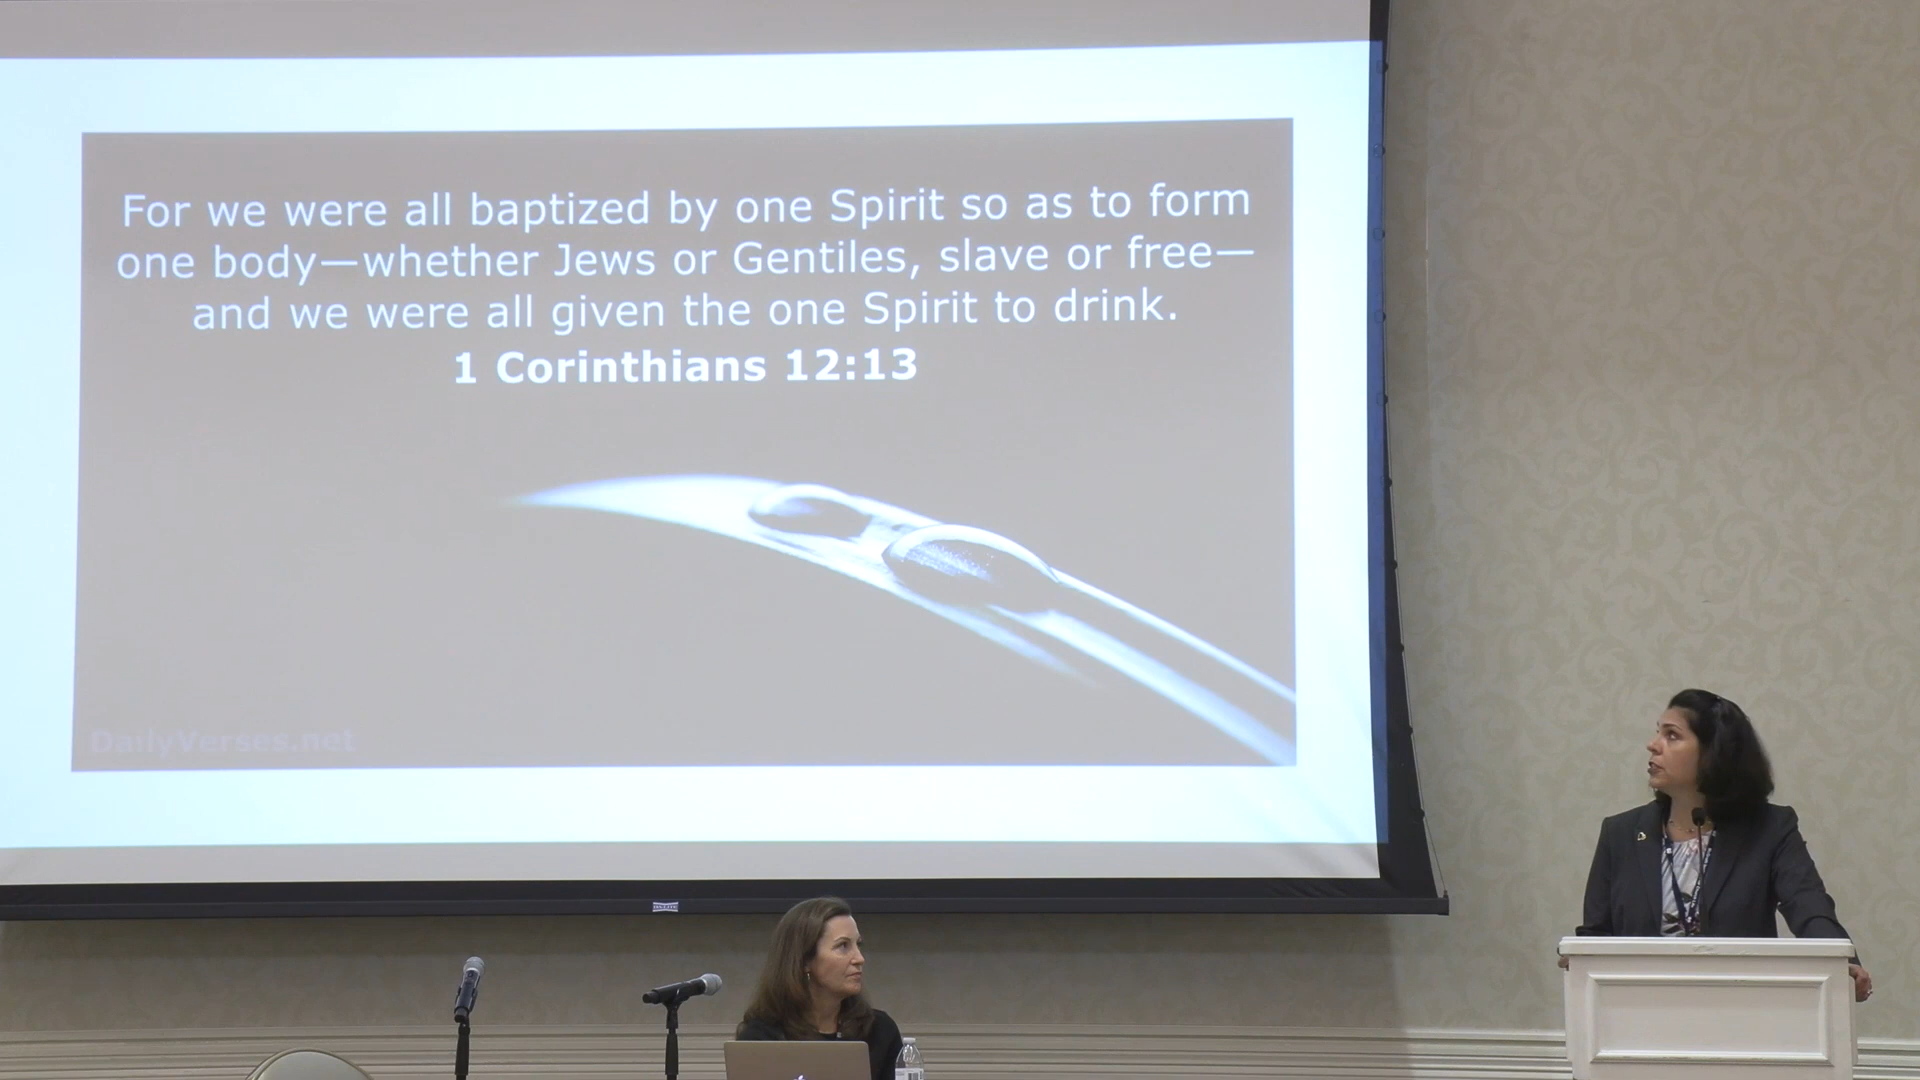 For we were all baptized by one Spirit so as to form
one body—whether Jews or Gentiles, slave or free—
and we were all given the one Spirit to drink.
1 Corinthians 12:13
DailyVerses.net